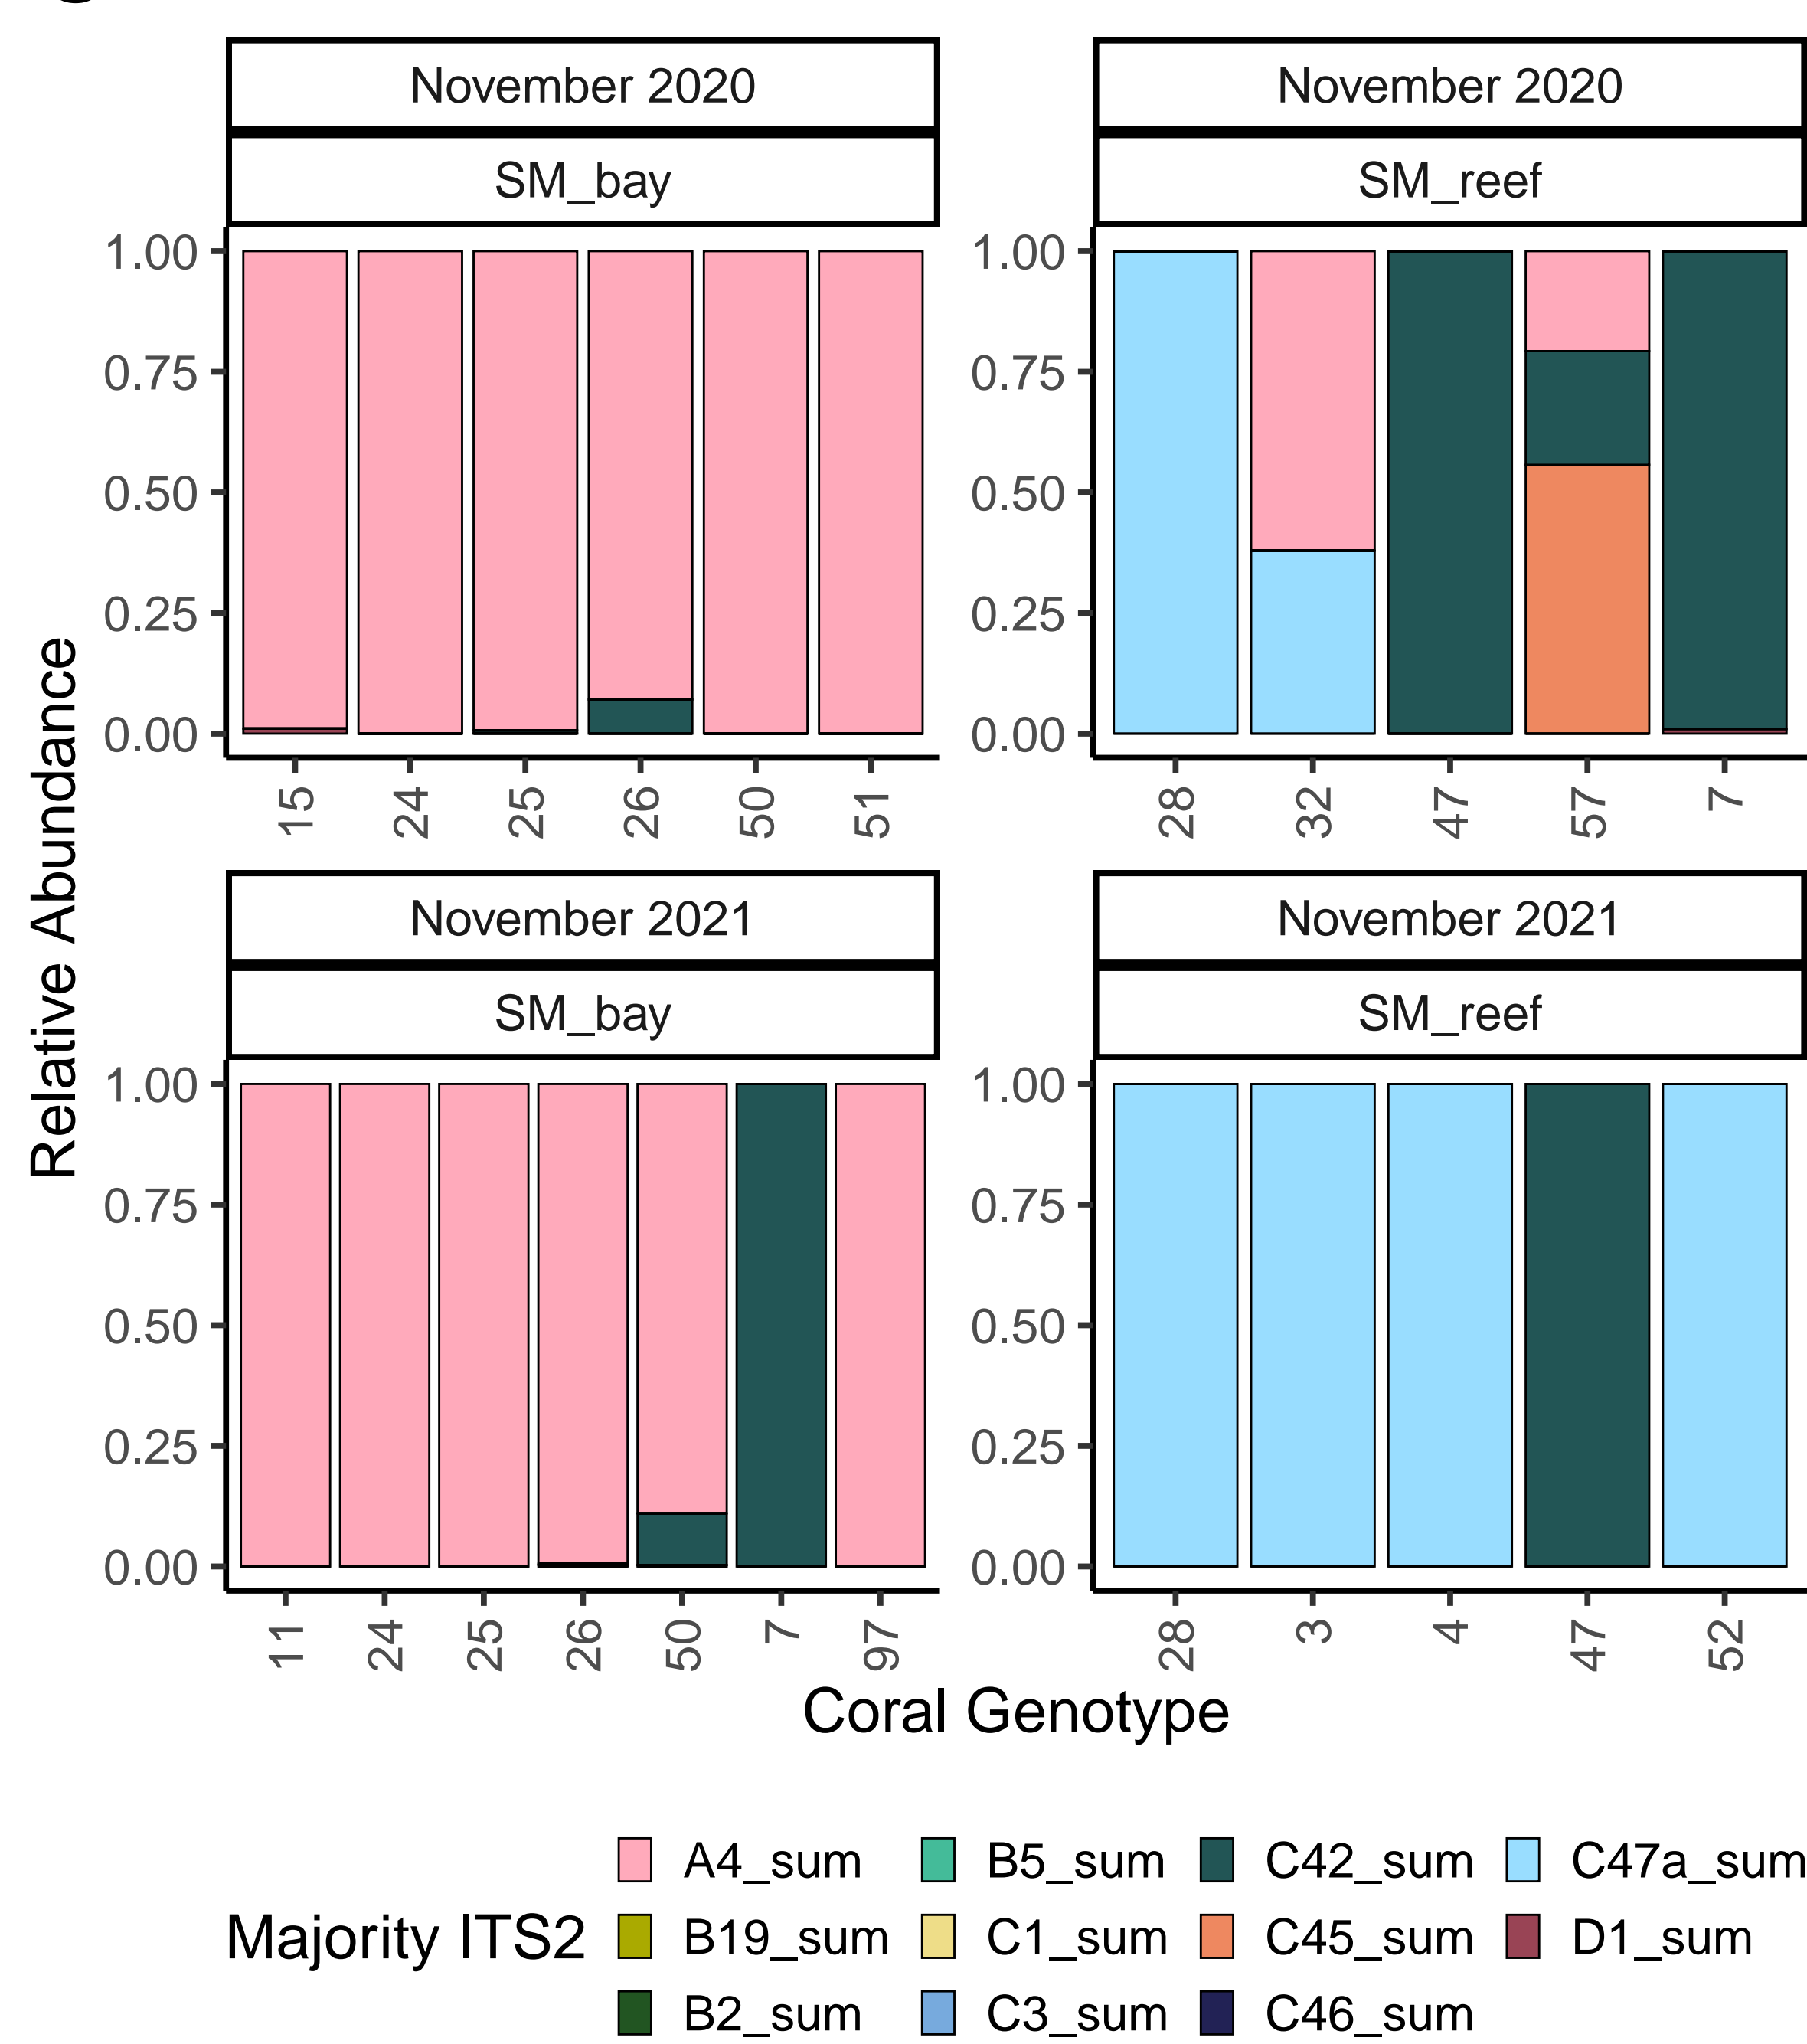 November 2020
November 2020
SM_bay
SM_reef
1.00
0.75
0.50
0.25
0.00
1.00
0.75
0.50
0.25
0.00
15 24 25 26 50 51
28 32 47 57 7
Relative Abundance
November 2021
November 2021
SM_bay
SM_reef
1.00
0.75
0.50
0.25
0.00
1.00
0.75
0.50
0.25
0.00
11 24 25 26 50 7 97
28 3 4 47 52
Coral Genotype
Majority ITS2
A4_sum
B19_sum
B2_sum
B5_sum
C1_sum
C3_sum
C42_sum
C45_sum
C46_sum
C47a_sum
D1_sum